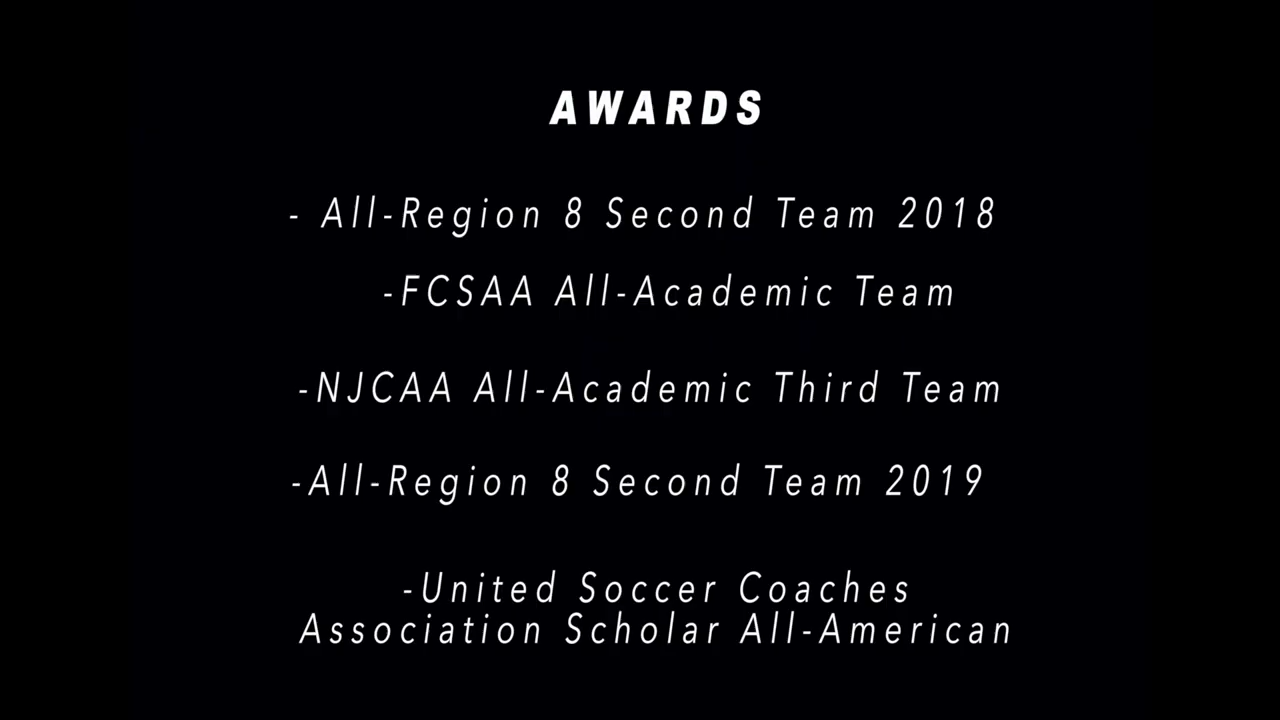 AWARDS
- All-Region 8 Second Team 2018
-FCSAA All-Academic Team
-NJCAA All-Academic Third Team
-All-Region 8 Second Team 2019
-United Soccer Coaches
Association Scholar All-American